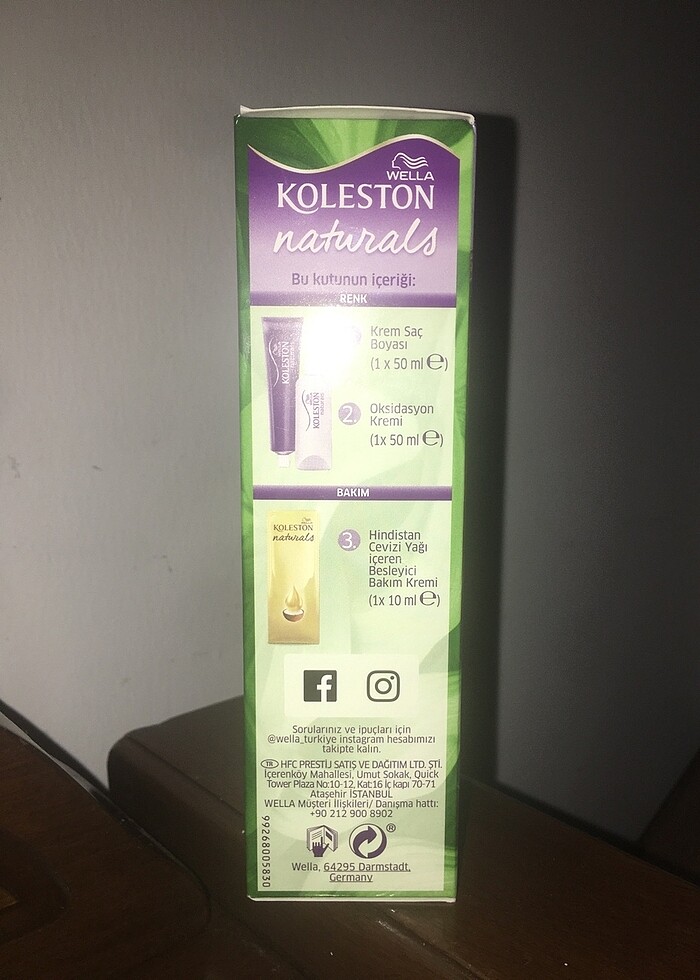 WELLA
KOLESTON
naturals
Bu kutunun içeriği:
RENK
KOLESTON
KOLESTON
Krem Saç
Boyası
(1 x 50 ml ℮)
2.
Oksidasyon
Kremi
(1x 50 ml ℮)
BAKIM
KOLESTON
naturals
3.
Hindistan
Cevizi Yağı
içeren
Besleyici
Bakım Kremi
(1x 10 ml ℮)
Sorularınız ve ipuçları için
@wella_turkiye instagram hesabımızı
takipte kalın.
TR HFC PRESTİJ SATIŞ VE DAĞITIM LTD. ŞTİ.
İçerenköy Mahallesi, Umut Sokak, Quick
Tower Plaza No:10-12, Kat:16 İç kapı 70-71
Ataşehir İSTANBUL
WELLA Müşteri İlişkileri/ Danışma hattı:
+90 212 900 8902
®
Wella, 64295 Darmstadt,
Germany
99268005830